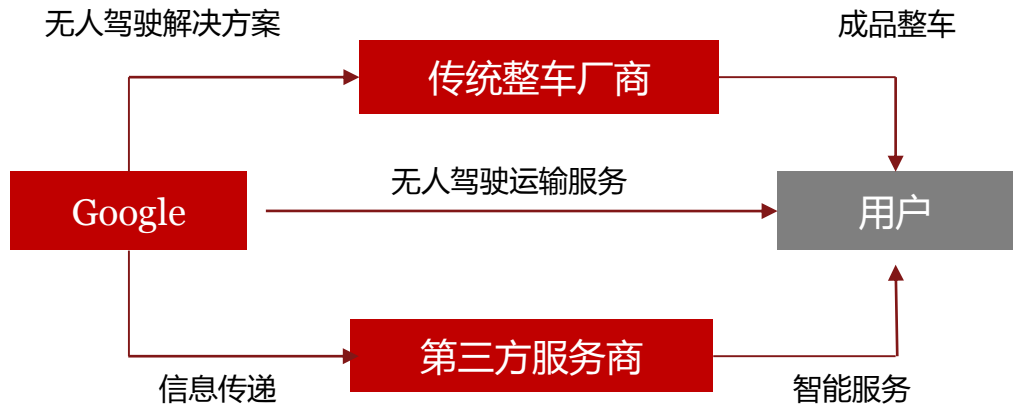 无人驾驶解决方案
成品整车
传统整车厂商
无人驾驶运输服务
Google
用户
第三方服务商
信息传递
智能服务